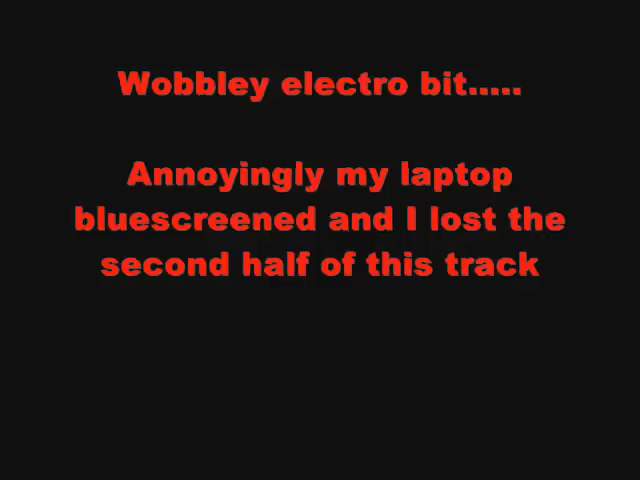 Wobbley electro bit.....
Annoyingly my laptop
bluescreened and I lost the
second half of this track